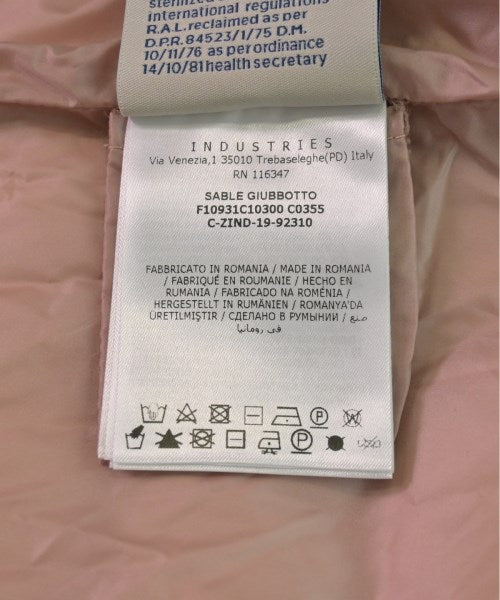 sterilized
international regulations
R.A.L. reclaimed as per
D.P.R. 84523/1/75 D.M.
10/11/76 as per ordinance
14/10/81 health secretary
INDUSTRIES
Via Venezia,1 35010 Trebaseleghe(PD) Italy
RN 116347
SABLE GIUBBOTTO
F10931C10300 C0355
C-ZIND-19-92310
FABBRICATO IN ROMANIA / MADE IN ROMANIA
/ FABRIQUÉ EN ROUMANIE / HECHO EN
RUMANIA / FABRICADO NA ROMÉNIA /
HERGESTELLT IN RUMÄNIEN / ROMANYA'DA
ÜRETILMIŞTIR / СДЕЛАНО В РУМЫНИИ / صنع
في رومانيا
P W
P